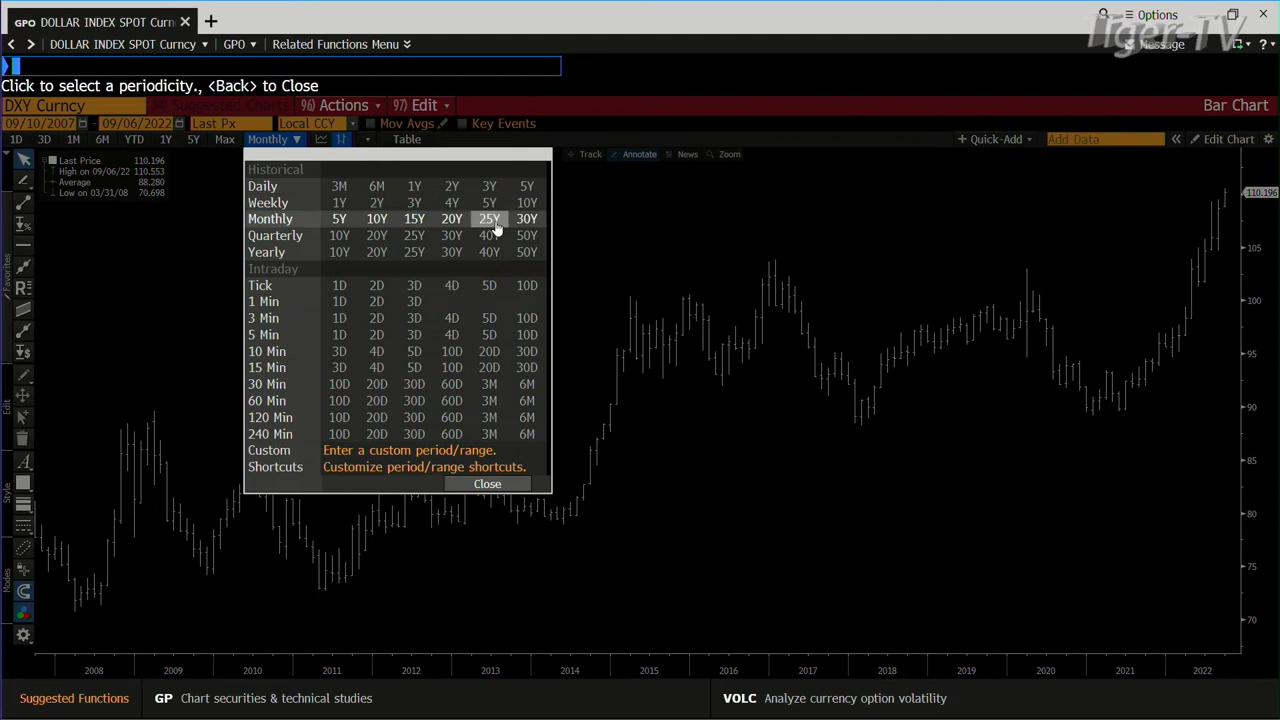 GPO DOLLAR INDEX SPOT Curn
Options
DOLLAR INDEX SPOT Curncy GPO Related Functions Menu
Message
Tiger-TV
Click to select a periodicity., <Back> to Close
DXY Curncy
94) Suggested Charts 96) Actions 97) Edit Bar Chart
09/10/2007 - 09/06/2022 Last Px Local CCY Mov Avgs Key Events
1D 3D 1M 6M YTD 1Y 5Y Max Monthly Table + Quick-Add Add Data Edit Chart
Track Annotate News Zoom
Last Price 110.196
High on 09/06/22 110.553
Average 88.280
Low on 03/31/08 70.698
Historical
Daily 3M 6M 1Y 2Y 3Y 5Y
Weekly 1Y 2Y 3Y 4Y 5Y 10Y
Monthly 5Y 10Y 15Y 20Y 25Y 30Y
Quarterly 10Y 20Y 25Y 30Y 40Y 50Y
Yearly 10Y 20Y 25Y 30Y 40Y 50Y
Intraday
Tick 1D 2D 3D 4D 5D 10D
1 Min 1D 2D 3D
3 Min 1D 2D 3D 4D 5D 10D
5 Min 1D 2D 3D 4D 5D 10D
10 Min 3D 4D 5D 10D 20D 30D
15 Min 3D 4D 5D 10D 20D 30D
30 Min 10D 20D 30D 60D 3M 6M
60 Min 10D 20D 30D 60D 3M 6M
120 Min 10D 20D 30D 60D 3M 6M
240 Min 10D 20D 30D 60D 3M 6M
Custom Enter a custom period/range.
Shortcuts Customize period/range shortcuts.
Close
110.196
105
100
95
90
80
75
70
Favorites
Edit
Style
Modes
2008 2009 2010 2011 2012 2013 2014 2015 2016 2017 2018 2019 2020 2021 2022
Suggested Functions GP Chart securities & technical studies VOLC Analyze currency option volatility